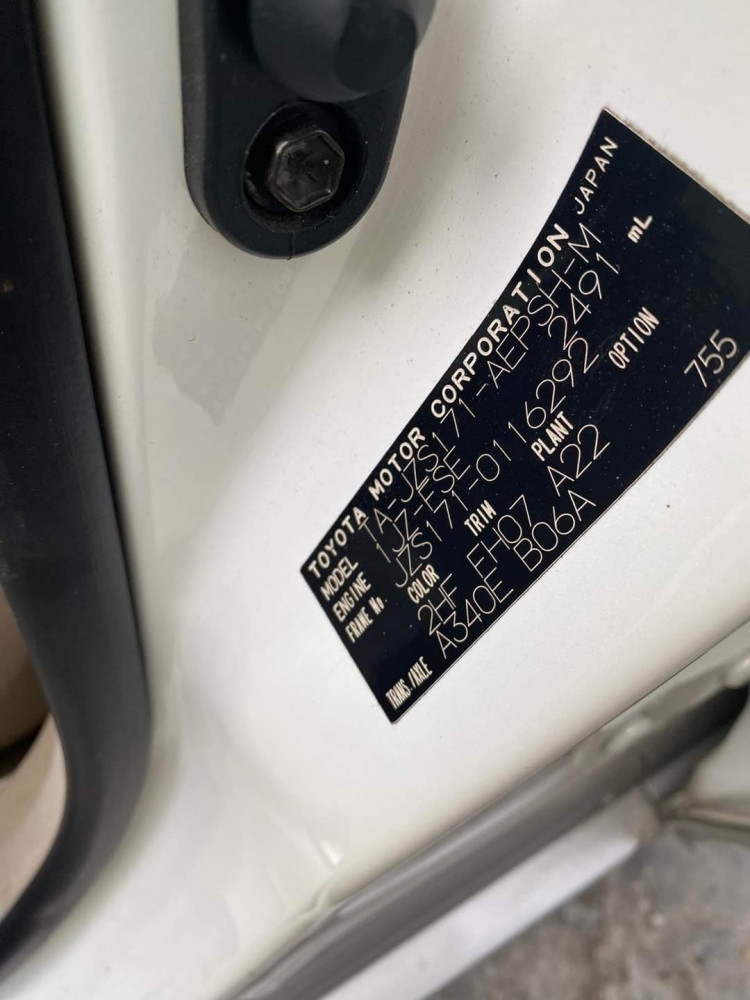 TOYOTA MOTOR CORPORATION JAPAN
MODEL TA-JZS171-AEPSH-M
ENGINE 1JZ-FSE 2491 mL
FRAME No. JZS171-0116292
COLOR TRIM PLANT OPTION
2HF FH07 A22 755
TRANS./AXLE A340E B06A